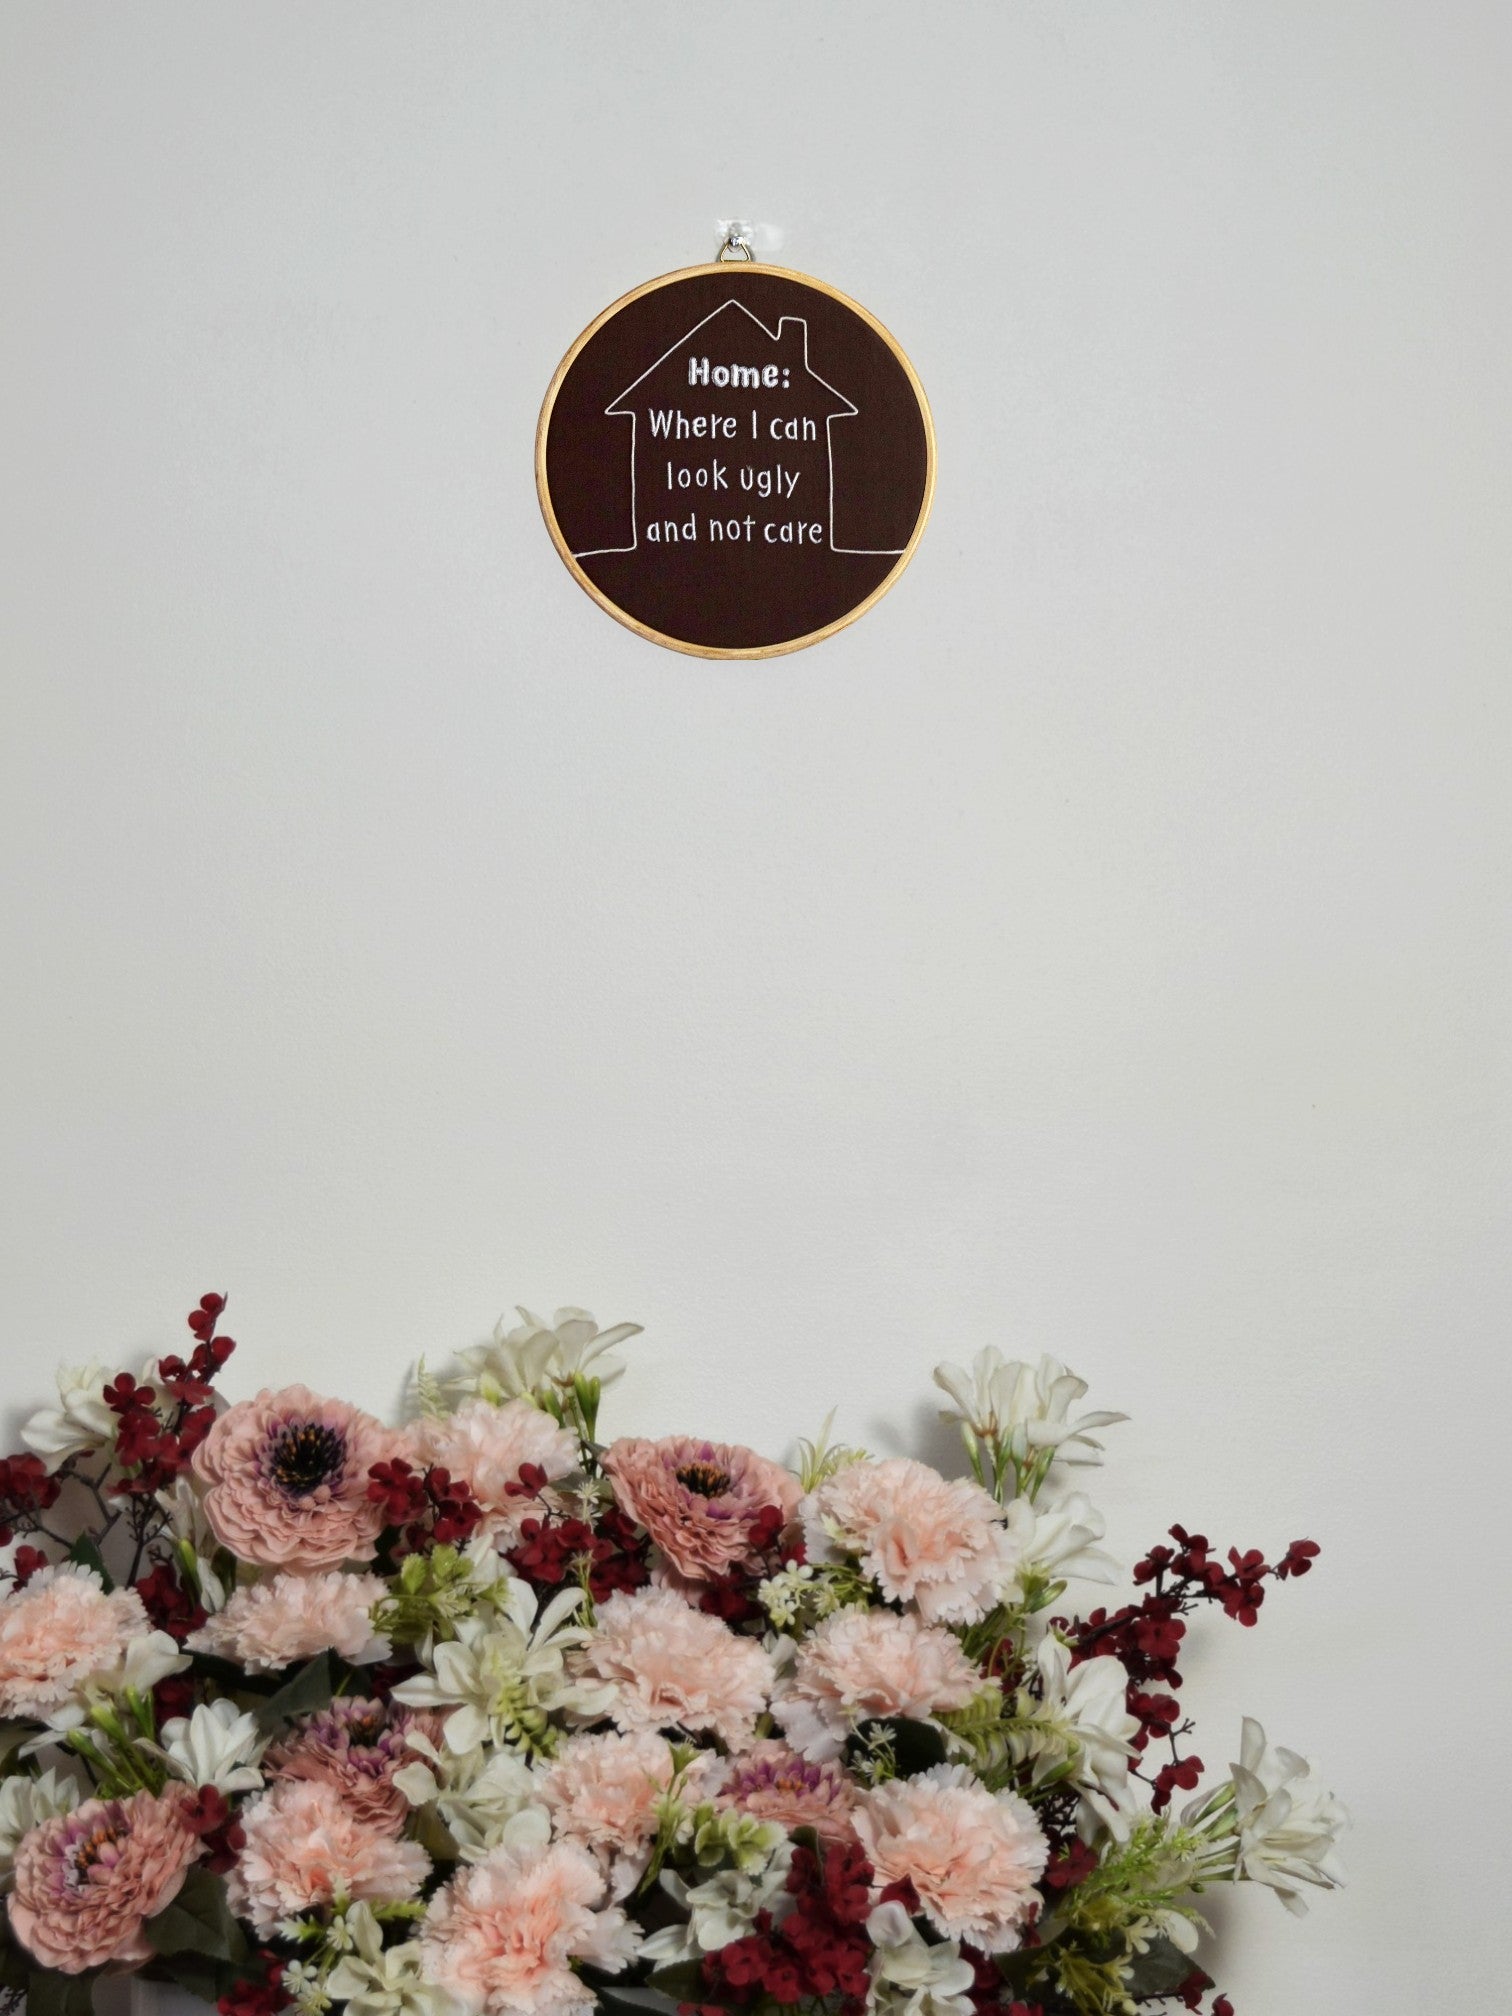 Home:
Where I can
look ugly
and not care